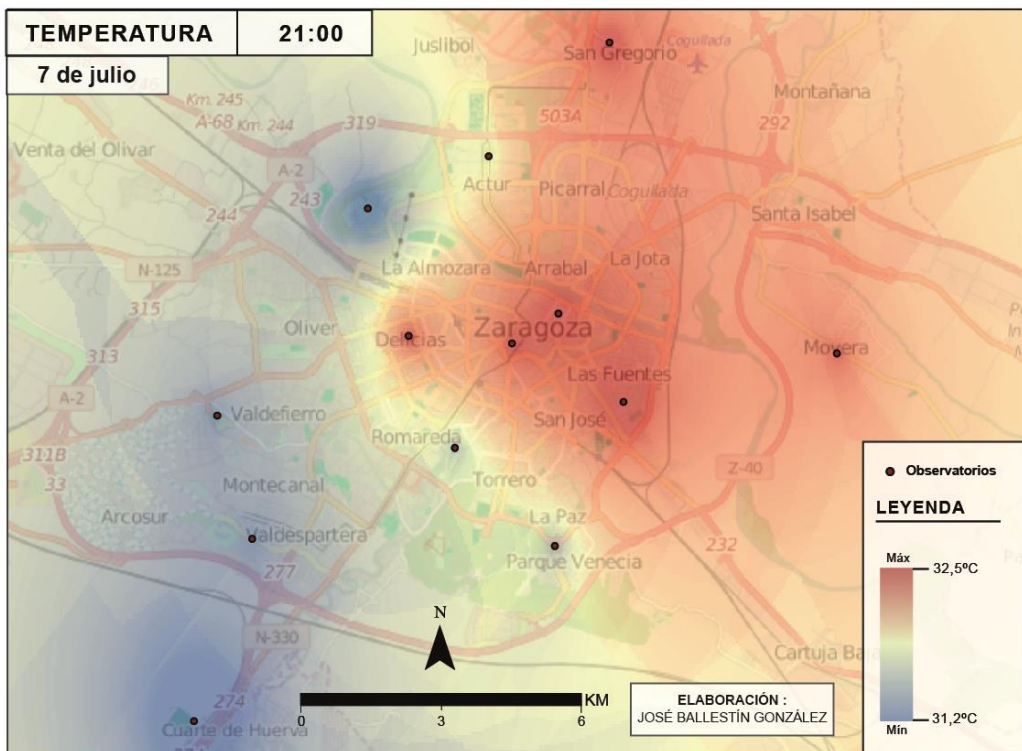 TEMPERATURA 21:00
7 de julio
Juslibol
San Gregorio
Cogullada
Montañana
Km. 245
A-68 Km. 244
319
503A
292
Venta del Olivar
A-2
243
Actur
Picarral
Cogullada
244
Santa Isabel
N-125
La Almozara
Arrabal
La Jota
315
Oliver
Delicias
Zaragoza
Movera
313
Las Fuentes
A-2
Valdefierro
San José
Romareda
311B
33
Montecanal
Torrero
Z-40
Arcosur
La Paz
Valdespartera
Parque Venecia
232
277
N-330
Cartuja Baja
274
Cuarte de Huerva
Observatorios
LEYENDA
Máx
32,5ºC
31,2ºC
Mín
N
KM
0 3 6
ELABORACIÓN :
JOSÉ BALLESTÍN GONZÁLEZ